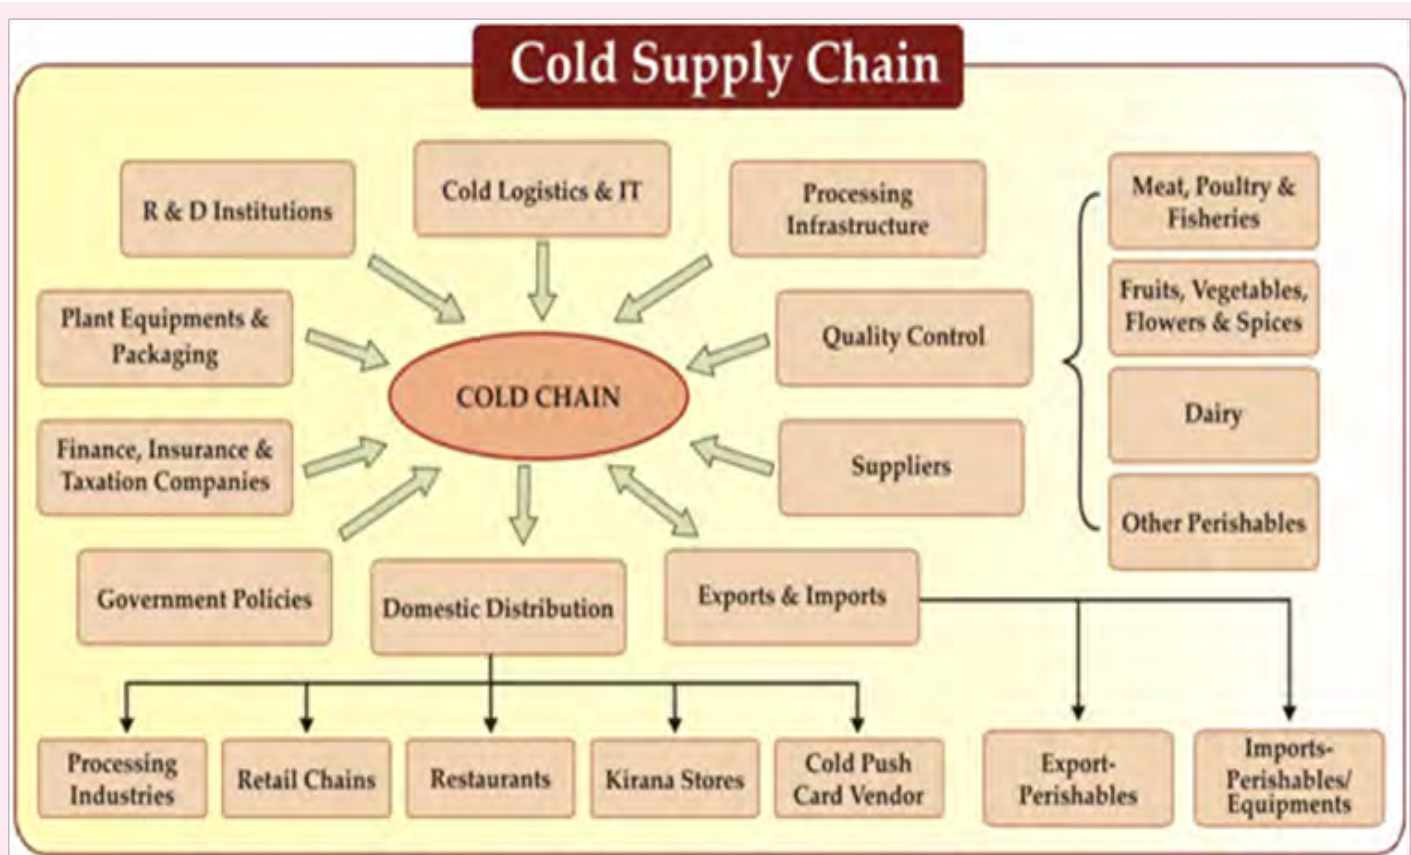 Cold Supply Chain
R & D Institutions
Cold Logistics & IT
Processing
Infrastructure
Meat, Poultry &
Fisheries
Plant Equipments &
Packaging
Quality Control
Fruits, Vegetables,
Flowers & Spices
COLD CHAIN
Dairy
Finance, Insurance &
Taxation Companies
Suppliers
Other Perishables
Government Policies
Domestic Distribution
Exports & Imports
Processing
Industries
Retail Chains
Restaurants
Kirana Stores
Cold Push
Card Vendor
Export-
Perishables
Imports-
Perishables/
Equipments